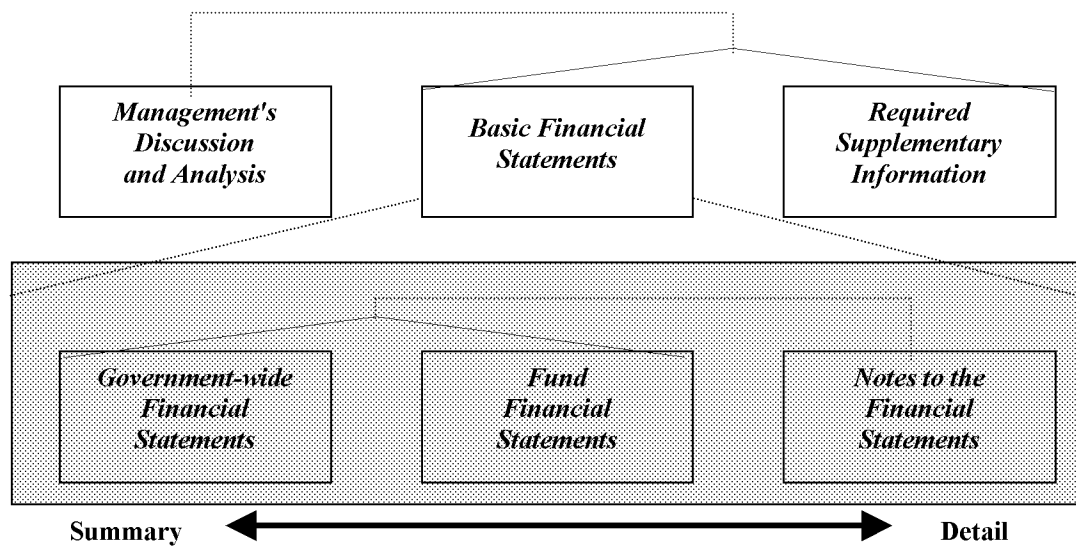 Management's
Discussion
and Analysis
Basic Financial
Statements
Required
Supplementary
Information
Government-wide
Financial
Statements
Fund
Financial
Statements
Notes to the
Financial
Statements
Summary
Detail